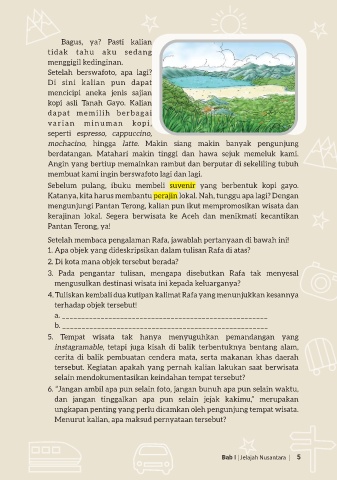 Bagus, ya? Pasti kalian
tidak tahu aku sedang
menggigil kedinginan.
Setelah berswafoto, apa lagi?
Di sini kalian pun dapat
mencicipi aneka jenis sajian
kopi asli Tanah Gayo. Kalian
dapat memilih berbagai
varian minuman kopi,
seperti espresso, cappuccino,
mochacino, hingga latte. Makin siang makin banyak pengunjung
berdatangan. Matahari makin tinggi dan hawa sejuk memeluk kami.
Angin yang bertiup memainkan rambut dan berputar di sekeliling tubuh
membuat kami ingin berswafoto lagi dan lagi.
Sebelum pulang, ibuku membeli suvenir yang berbentuk kopi gayo.
Katanya, kita harus membantu perajin lokal. Nah, tunggu apa lagi? Dengan
mengunjungi Pantan Terong, kalian pun ikut mempromosikan wisata dan
kerajinan lokal. Segera berwisata ke Aceh dan menikmati kecantikan
Pantan Terong, ya!
Setelah membaca pengalaman Rafa, jawablah pertanyaan di bawah ini!
1. Apa objek yang dideskripsikan dalam tulisan Rafa di atas?
2. Di kota mana objek tersebut berada?
3. Pada pengantar tulisan, mengapa disebutkan Rafa tak menyesal
mengusulkan destinasi wisata ini kepada keluarganya?
4. Tuliskan kembali dua kutipan kalimat Rafa yang menunjukkan kesannya
terhadap objek tersebut!
a. ______________________________________________
b. ______________________________________________
5. Tempat wisata tak hanya menyuguhkan pemandangan yang
instagramable, tetapi juga kisah di balik terbentuknya bentang alam,
cerita di balik pembuatan cendera mata, serta makanan khas daerah
tersebut. Kegiatan apakah yang pernah kalian lakukan saat berwisata
selain mendokumentasikan keindahan tempat tersebut?
6. "Jangan ambil apa pun selain foto, jangan bunuh apa pun selain waktu,
dan jangan tinggalkan apa pun selain jejak kakimu," merupakan
ungkapan penting yang perlu dicamkan oleh pengunjung tempat wisata.
Menurut kalian, apa maksud pernyataan tersebut?
Bab I | Jelajah Nusantara | 5